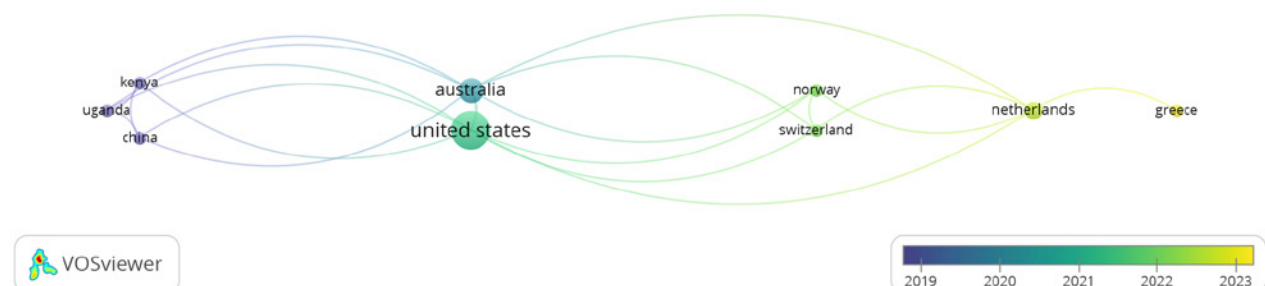 kenya
uganda
china
australia
united states
norway
switzerland
netherlands
greece
VOSviewer
2019 2020 2021 2022 2023